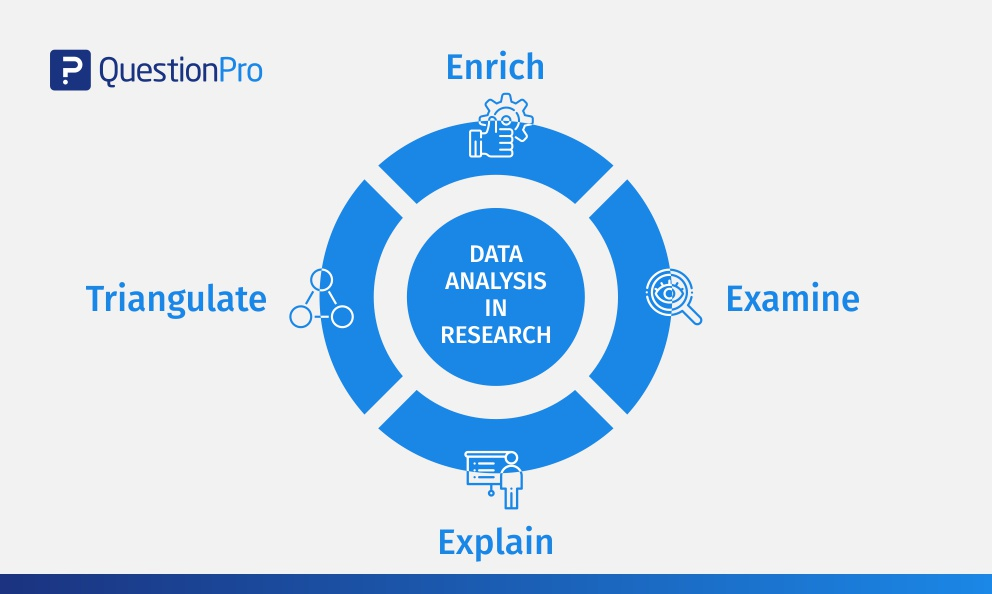 QuestionPro
Enrich
Triangulate
DATA
ANALYSIS
IN
RESEARCH
Examine
Explain